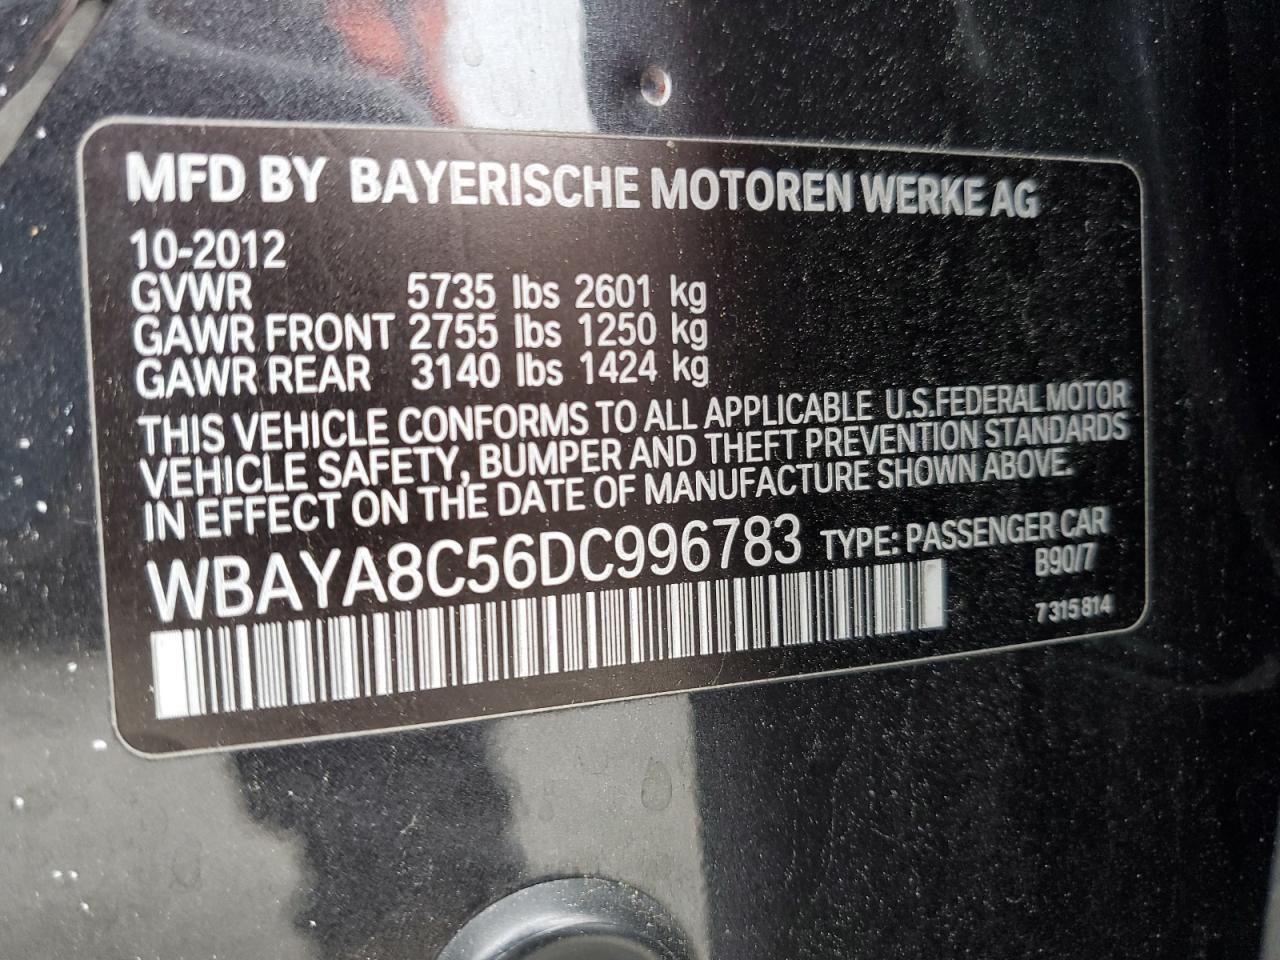 MFD BY BAYERISCHE MOTOREN WERKE AG
10-2012
GVWR 5735 lbs 2601 kg
GAWR FRONT 2755 lbs 1250 kg
GAWR REAR 3140 lbs 1424 kg
THIS VEHICLE CONFORMS TO ALL APPLICABLE U.S.FEDERAL MOTOR
VEHICLE SAFETY, BUMPER AND THEFT PREVENTION STANDARDS
IN EFFECT ON THE DATE OF MANUFACTURE SHOWN ABOVE.
WBAYA8C56DC996783 TYPE: PASSENGER CAR
B90/7
7 315 814